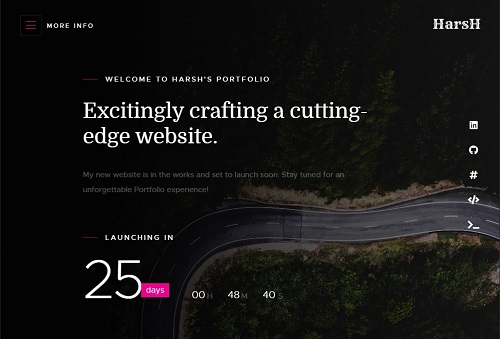 MORE INFO
HarsH
WELCOME TO HARSH'S PORTFOLIO
Excitingly crafting a cutting-
edge website.
My new website is in the works and set to launch soon. Stay tuned for an
unforgettable Portfolio experience!
LAUNCHING IN
25 days 00 H 48 M 40 S